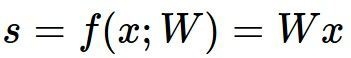 s = f(x; W) = Wx